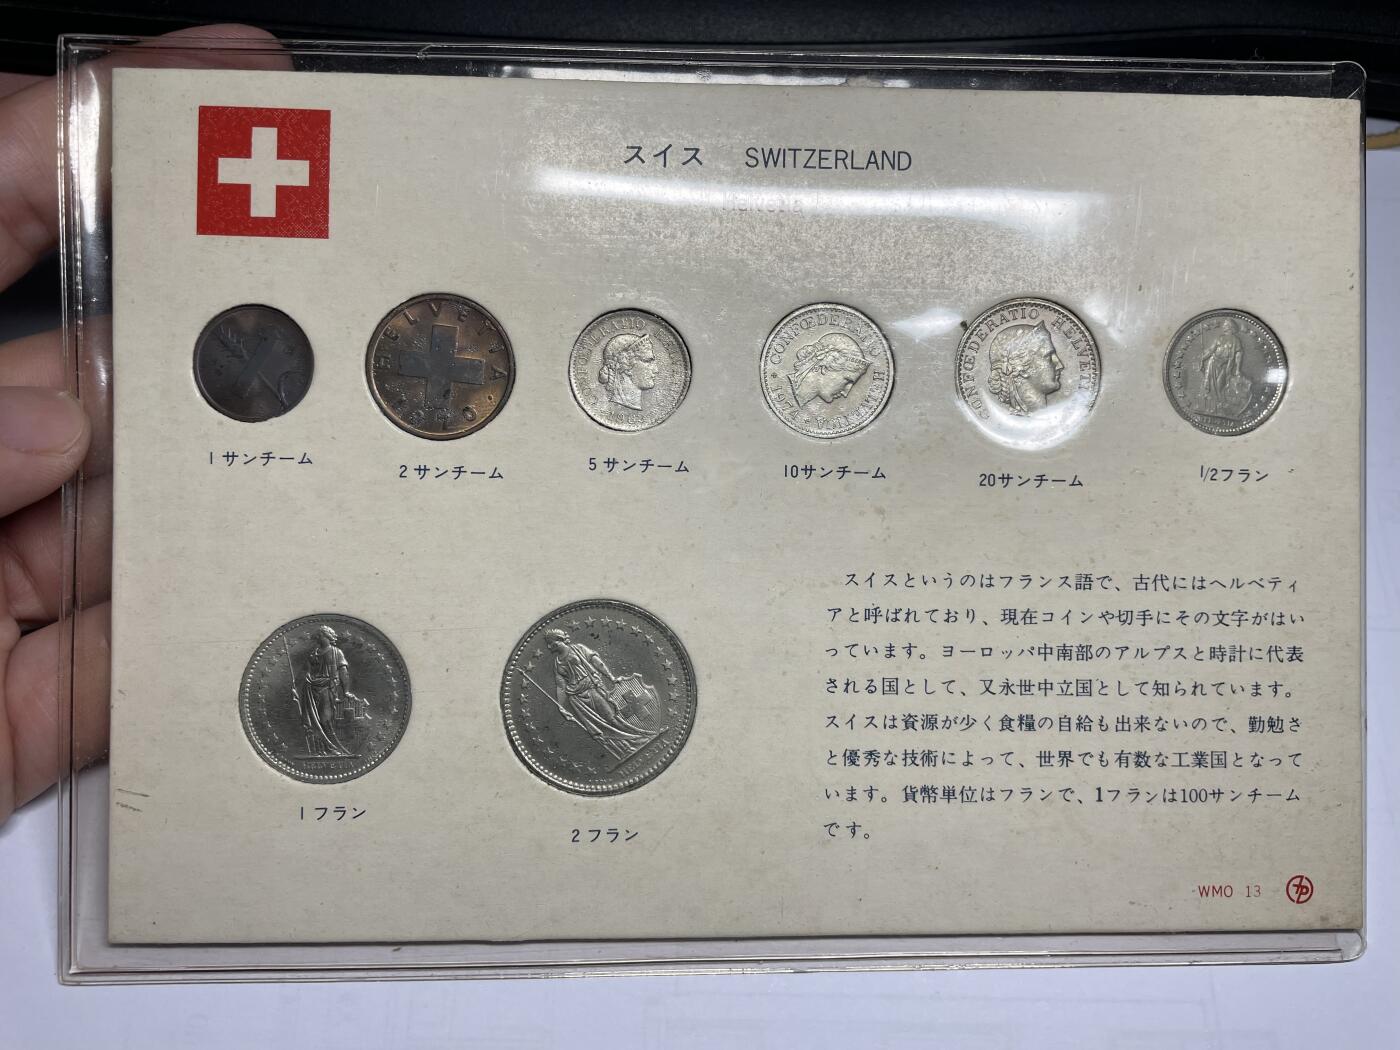 スイス SWITZERLAND
Helvetia
HELVETIA
1970
CONFŒDERATIO HELVETICA
CONFŒDERATIO HELVETICA
CONFŒDERATIO HELVETICA
1サンチーム
2サンチーム
5サンチーム
10サンチーム
20サンチーム
1/2フラン
HELVETIA
HELVETIA
1フラン
2フラン
スイスというのはフランス語で、古代にはヘルベティ
アと呼ばれており、現在コインや切手にその文字がはい
っています。ヨーロッパ中南部のアルプスと時計に代表
される国として、又永世中立国として知られています。
スイスは資源が少く食糧の自給も出来ないので、勤勉さ
と優秀な技術によって、世界でも有数な工業国となって
います。貨幣単位はフランで、1フランは100サンチーム
です。
WMO 13